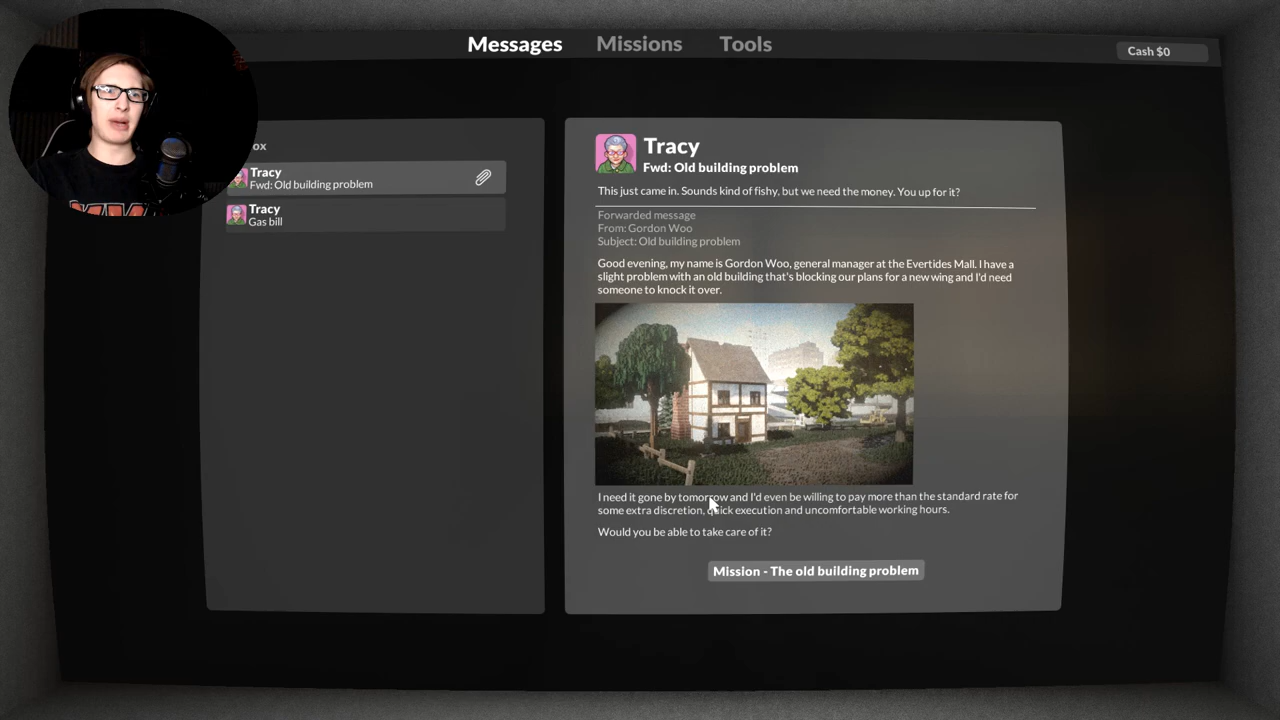 Messages Missions Tools
Cash $0
ox
Tracy
Fwd: Old building problem
Tracy
Gas bill
Tracy
Fwd: Old building problem
This just came in. Sounds kind of fishy, but we need the money. You up for it?
Forwarded message
From: Gordon Woo
Subject: Old building problem
Good evening, my name is Gordon Woo, general manager at the Evertides Mall. I have a
slight problem with an old building that's blocking our plans for a new wing and I'd need
someone to knock it over.
I need it gone by tomorrow and I'd even be willing to pay more than the standard rate for
some extra discretion, quick execution and uncomfortable working hours.
Would you be able to take care of it?
Mission - The old building problem